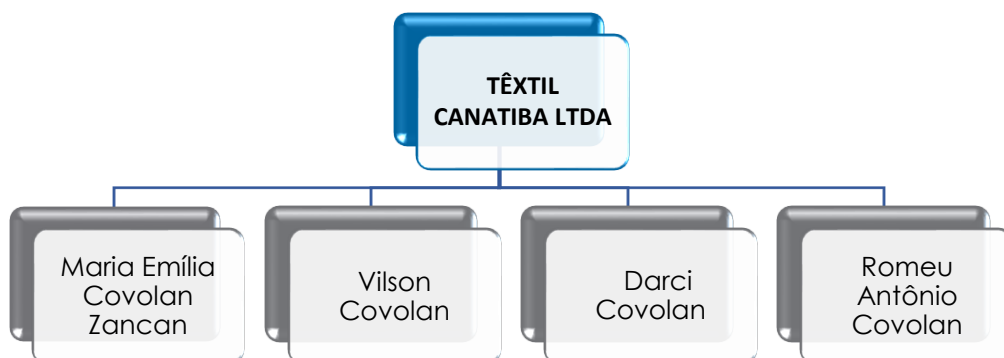 TÊXTIL
CANATIBA LTDA
Maria Emília
Covolan
Zancan
Vilson
Covolan
Darci
Covolan
Romeu
Antônio
Covolan